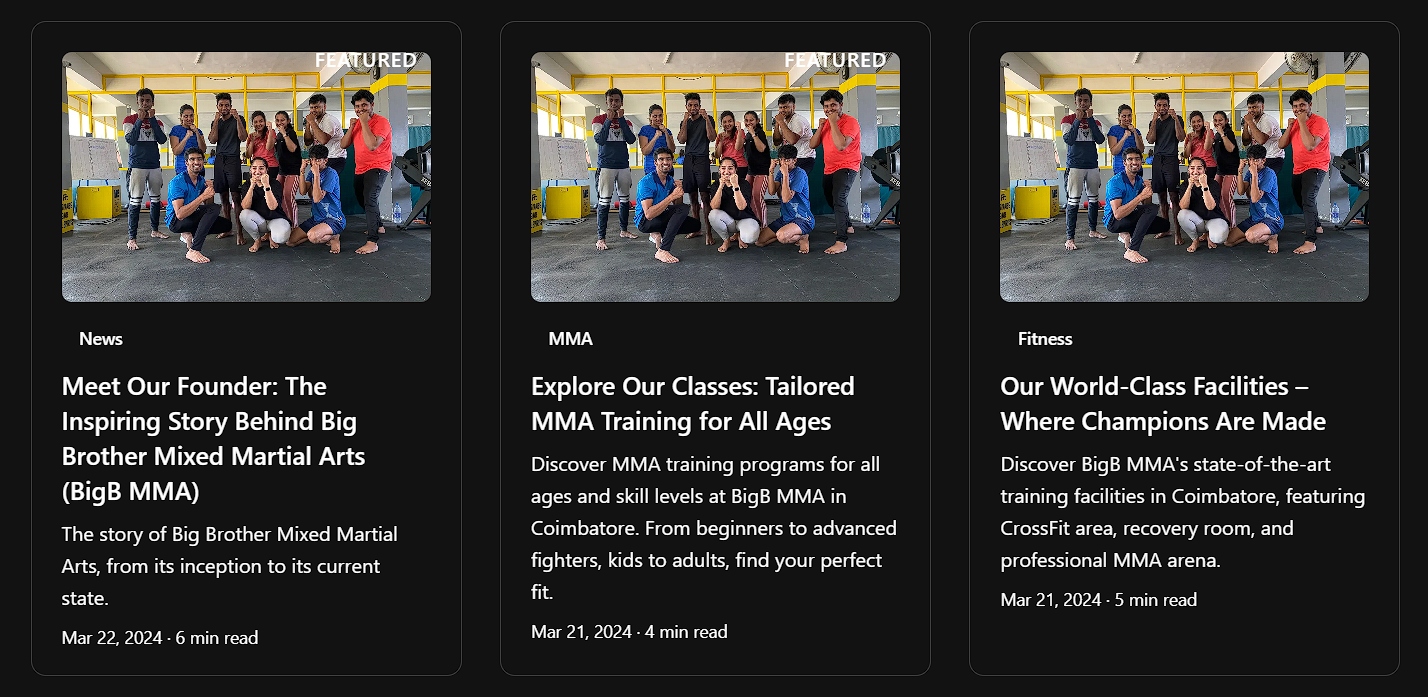 FEATURED
News
Meet Our Founder: The
Inspiring Story Behind Big
Brother Mixed Martial Arts
(BigB MMA)
The story of Big Brother Mixed Martial
Arts, from its inception to its current
state.
Mar 22, 2024 · 6 min read
FEATURED
MMA
Explore Our Classes: Tailored
MMA Training for All Ages
Discover MMA training programs for all
ages and skill levels at BigB MMA in
Coimbatore. From beginners to advanced
fighters, kids to adults, find your perfect
fit.
Mar 21, 2024 · 4 min read
Fitness
Our World-Class Facilities –
Where Champions Are Made
Discover BigB MMA's state-of-the-art
training facilities in Coimbatore, featuring
CrossFit area, recovery room, and
professional MMA arena.
Mar 21, 2024 · 5 min read